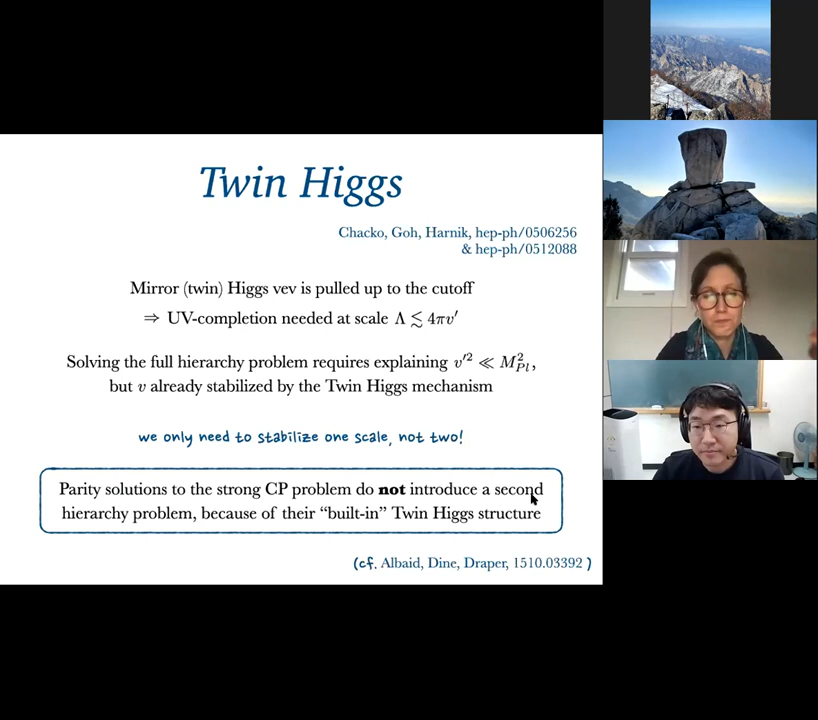 Twin Higgs
Chacko, Goh, Harnik, hep-ph/0506256
& hep-ph/0512088
Mirror (twin) Higgs vev is pulled up to the cutoff
⇒ UV-completion needed at scale Λ ≲ 4πv′
Solving the full hierarchy problem requires explaining v′² ≪ M²_Pl,
but v already stabilized by the Twin Higgs mechanism
we only need to stabilize one scale, not two!
Parity solutions to the strong CP problem do not introduce a second
hierarchy problem, because of their “built-in” Twin Higgs structure
(cf. Albaid, Dine, Draper, 1510.03392 )